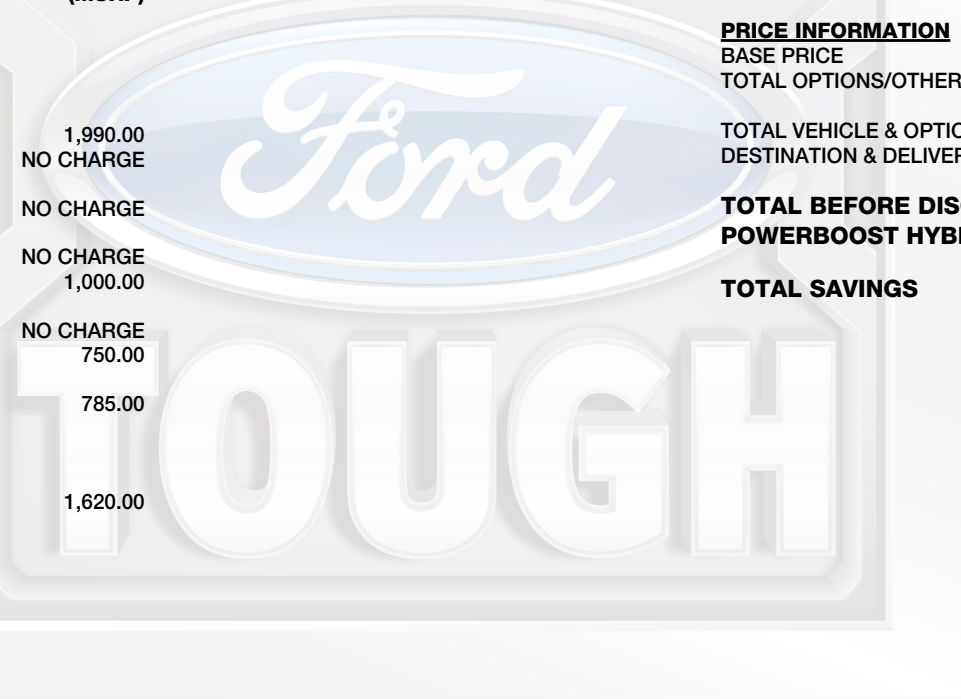 (MSRP)
1,990.00
NO CHARGE
NO CHARGE
NO CHARGE
1,000.00
NO CHARGE
750.00
785.00
1,620.00
PRICE INFORMATION
BASE PRICE
TOTAL OPTIONS/OTHER
TOTAL VEHICLE & OPTIO
DESTINATION & DELIVER
TOTAL BEFORE DIS
POWERBOOST HYB
TOTAL SAVINGS
Ford
TOUGH